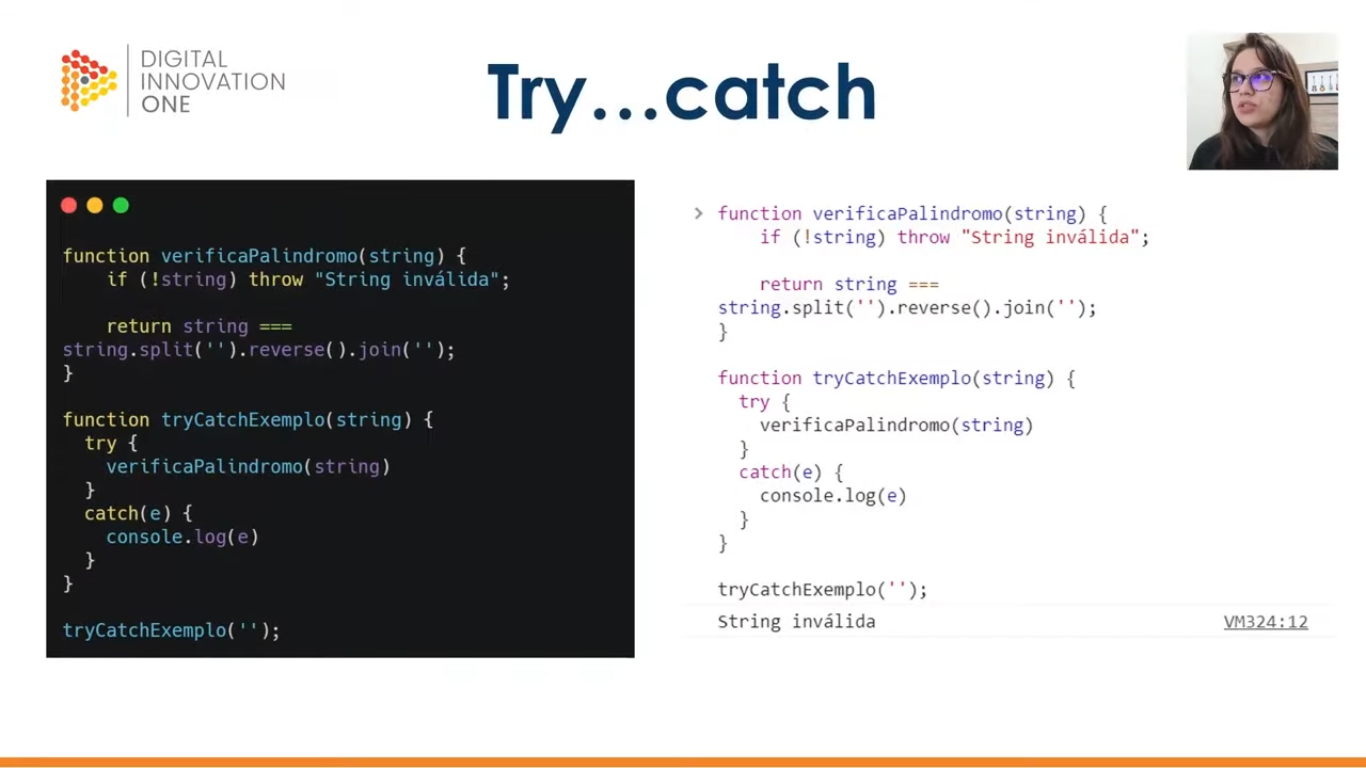 DIGITAL
INNOVATION
ONE
Try...catch
function verificaPalindromo(string) {
    if (!string) throw "String inválida";

    return string ===
string.split('').reverse().join('');
}

function tryCatchExemplo(string) {
  try {
    verificaPalindromo(string)
  }
  catch(e) {
    console.log(e)
  }
}

tryCatchExemplo('');
> function verificaPalindromo(string) {
    if (!string) throw "String inválida";

    return string ===
string.split('').reverse().join('');
}

function tryCatchExemplo(string) {
  try {
    verificaPalindromo(string)
  }
  catch(e) {
    console.log(e)
  }
}

tryCatchExemplo('');
String inválida VM324:12